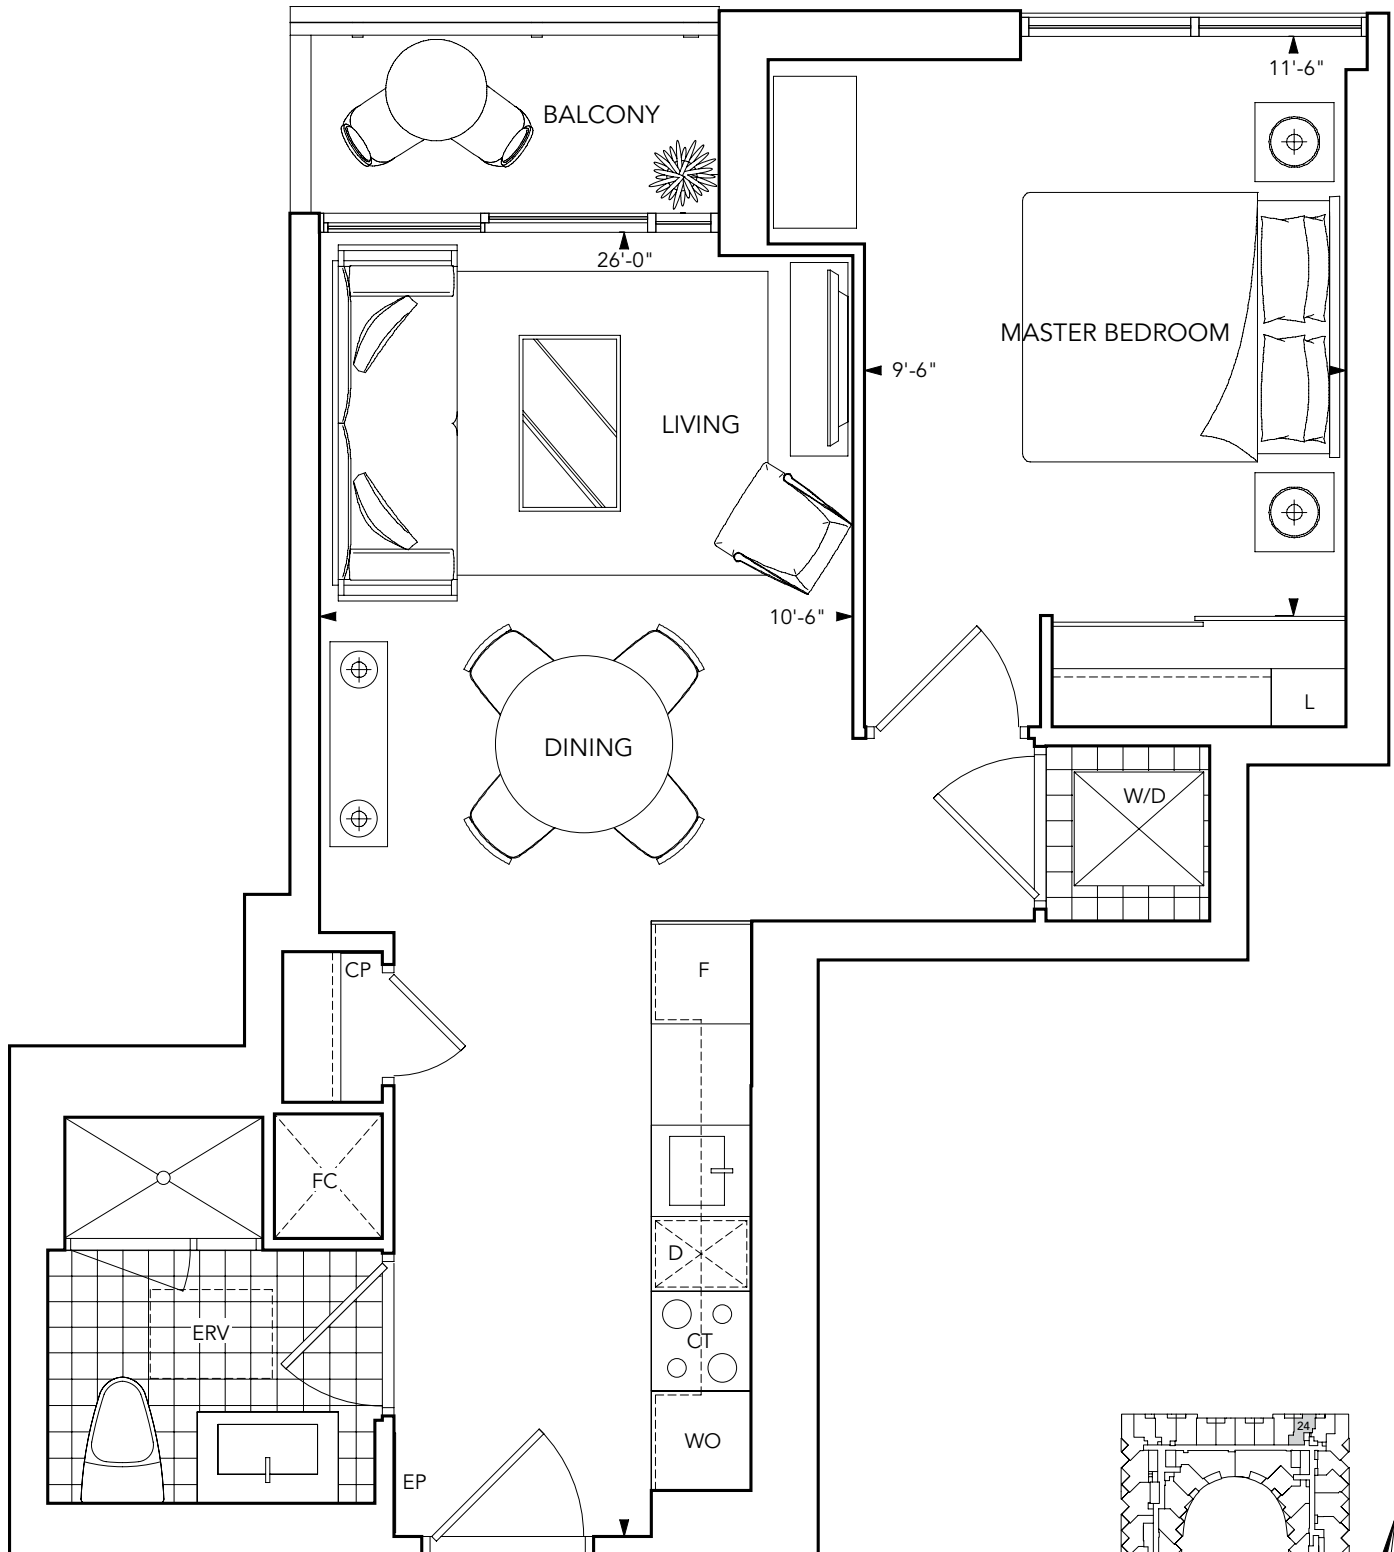 11'-6"
BALCONY
26'-0"
MASTER BEDROOM
9'-6"
LIVING
10'-6"
L
DINING
W/D
CP
F
FC
D
ERV
CT
WO
EP
24